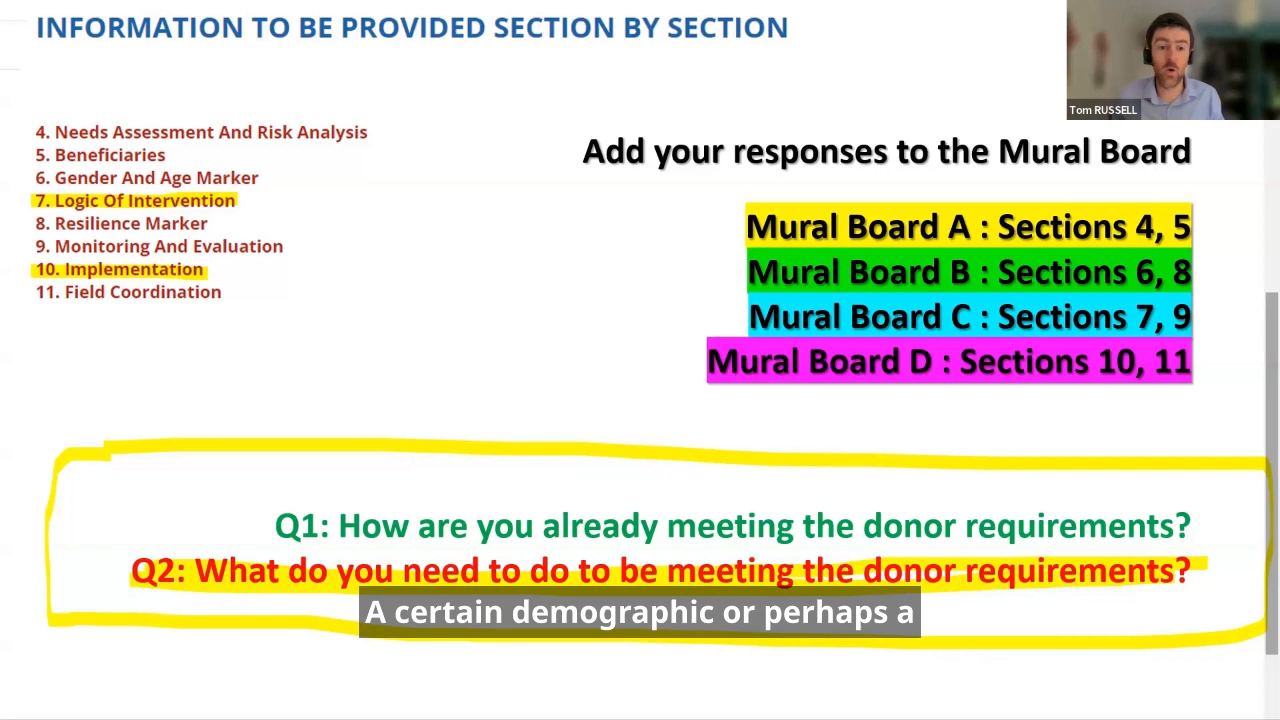 INFORMATION TO BE PROVIDED SECTION BY SECTION
Tom RUSSELL
4. Needs Assessment And Risk Analysis
5. Beneficiaries
6. Gender And Age Marker
7. Logic Of Intervention
8. Resilience Marker
9. Monitoring And Evaluation
10. Implementation
11. Field Coordination
Add your responses to the Mural Board
Mural Board A : Sections 4, 5
Mural Board B : Sections 6, 8
Mural Board C : Sections 7, 9
Mural Board D : Sections 10, 11
Q1: How are you already meeting the donor requirements?
Q2: What do you need to do to be meeting the donor requirements?
A certain demographic or perhaps a